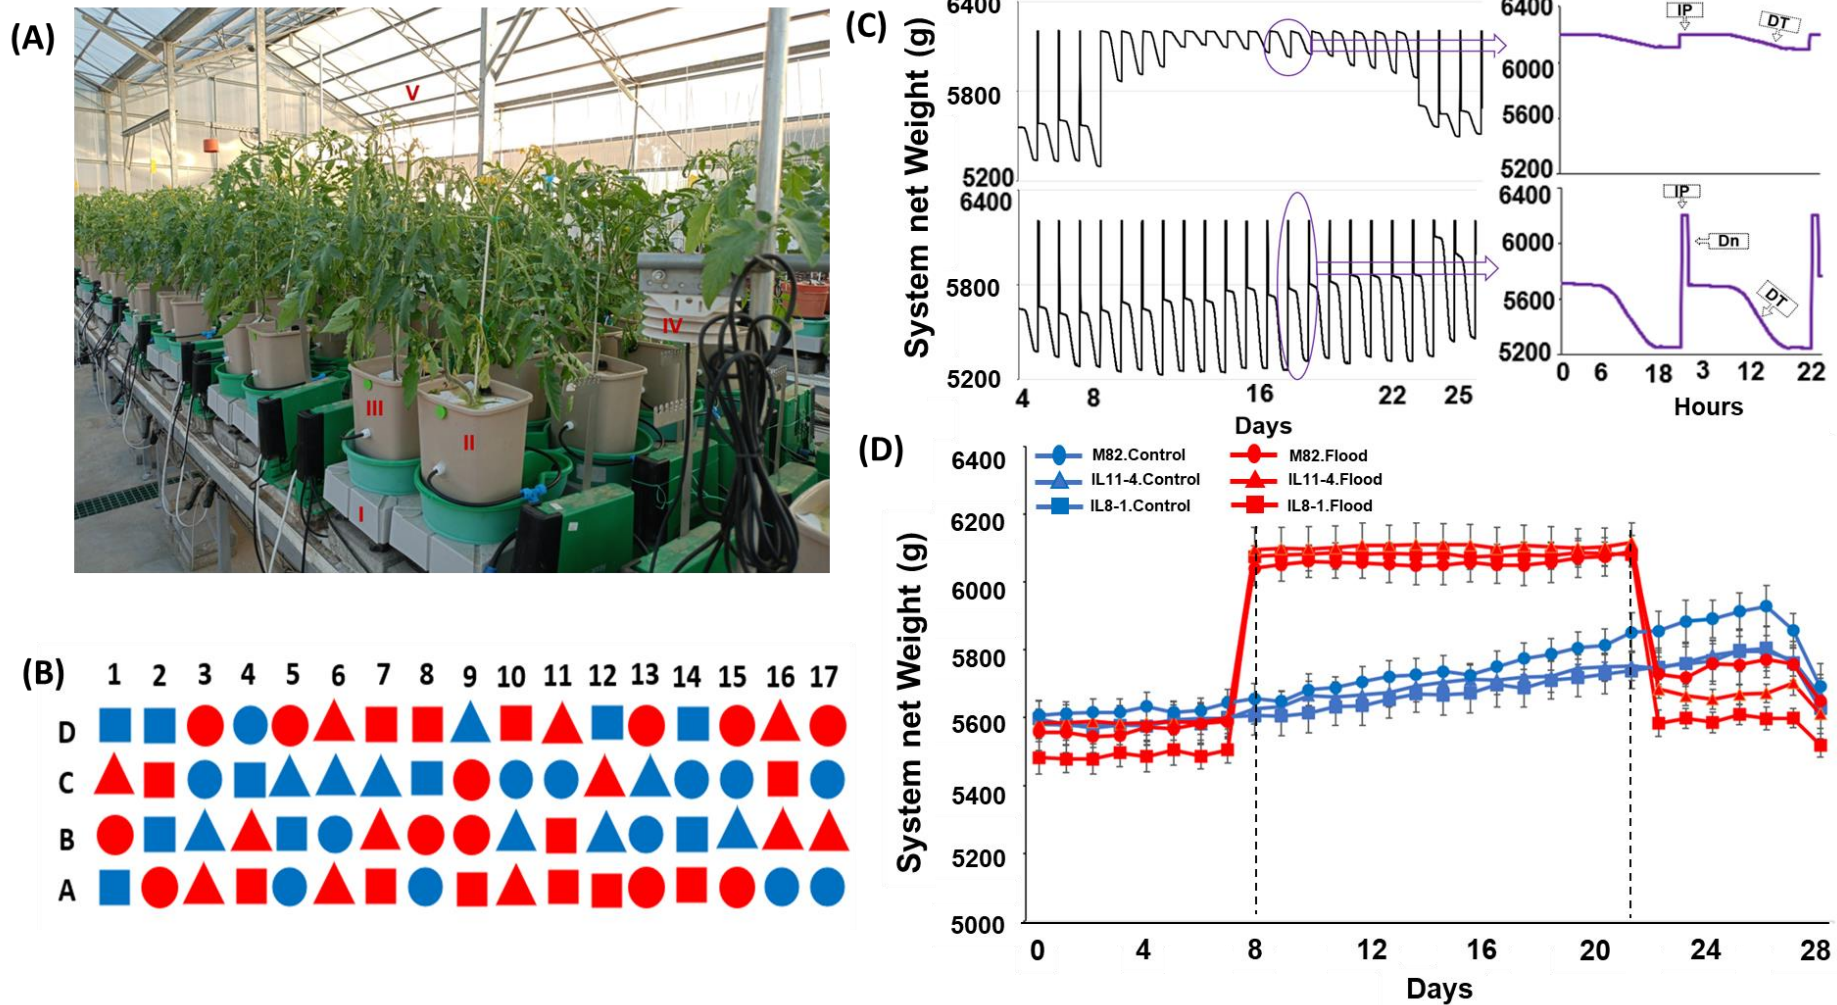 (A)
V
IV
III
II
I
(B)
1 2 3 4 5 6 7 8 9 10 11 12 13 14 15 16 17
D
C
B
A
(C)
System net Weight (g)
6400
5800
5200
6400
5800
5200
4 8 16 22 25
Days
6400
6000
5600
5200
IP
DT
6400
6000
5600
5200
IP
Dn
DT
0 6 18 3 12 22
Hours
(D)
M82.Control M82.Flood
IL11-4.Control IL11-4.Flood
IL8-1.Control IL8-1.Flood
System net Weight (g)
6400
6200
6000
5800
5600
5400
5200
5000
0 4 8 12 16 20 24 28
Days